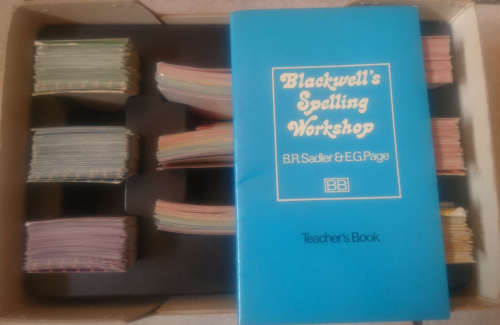 Blackwell's
Spelling
Workshop
B.R. Sadler & E.G. Page
BB
Teacher's Book